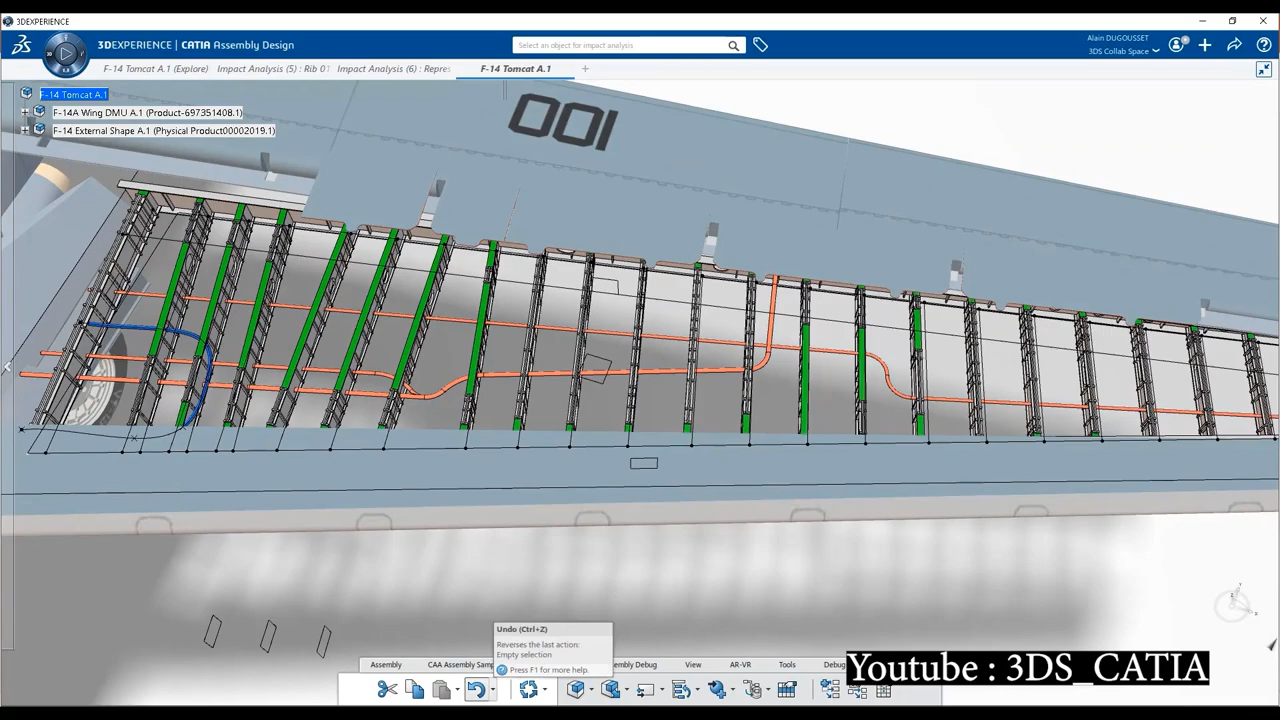 3DEXPERIENCE
3DEXPERIENCE | CATIA Assembly Design
Select an object for impact analysis
Alain DUGOUSSET
3DS Collab Space
F-14 Tomcat A.1 (Explore)
Impact Analysis (5) : Rib 01
Impact Analysis (6) : Repres
F-14 Tomcat A.1
F-14 Tomcat A.1
F-14A Wing DMU A.1 (Product-697351408.1)
F-14 External Shape A.1 (Physical Product00002019.1)
001
Undo (Ctrl+Z)
Reverses the last action:
Empty selection
Press F1 for more help.
Assembly
CAA Assembly Sam
embly Debug
View
AR-VR
Tools
Debu
Youtube : 3DS_CATIA